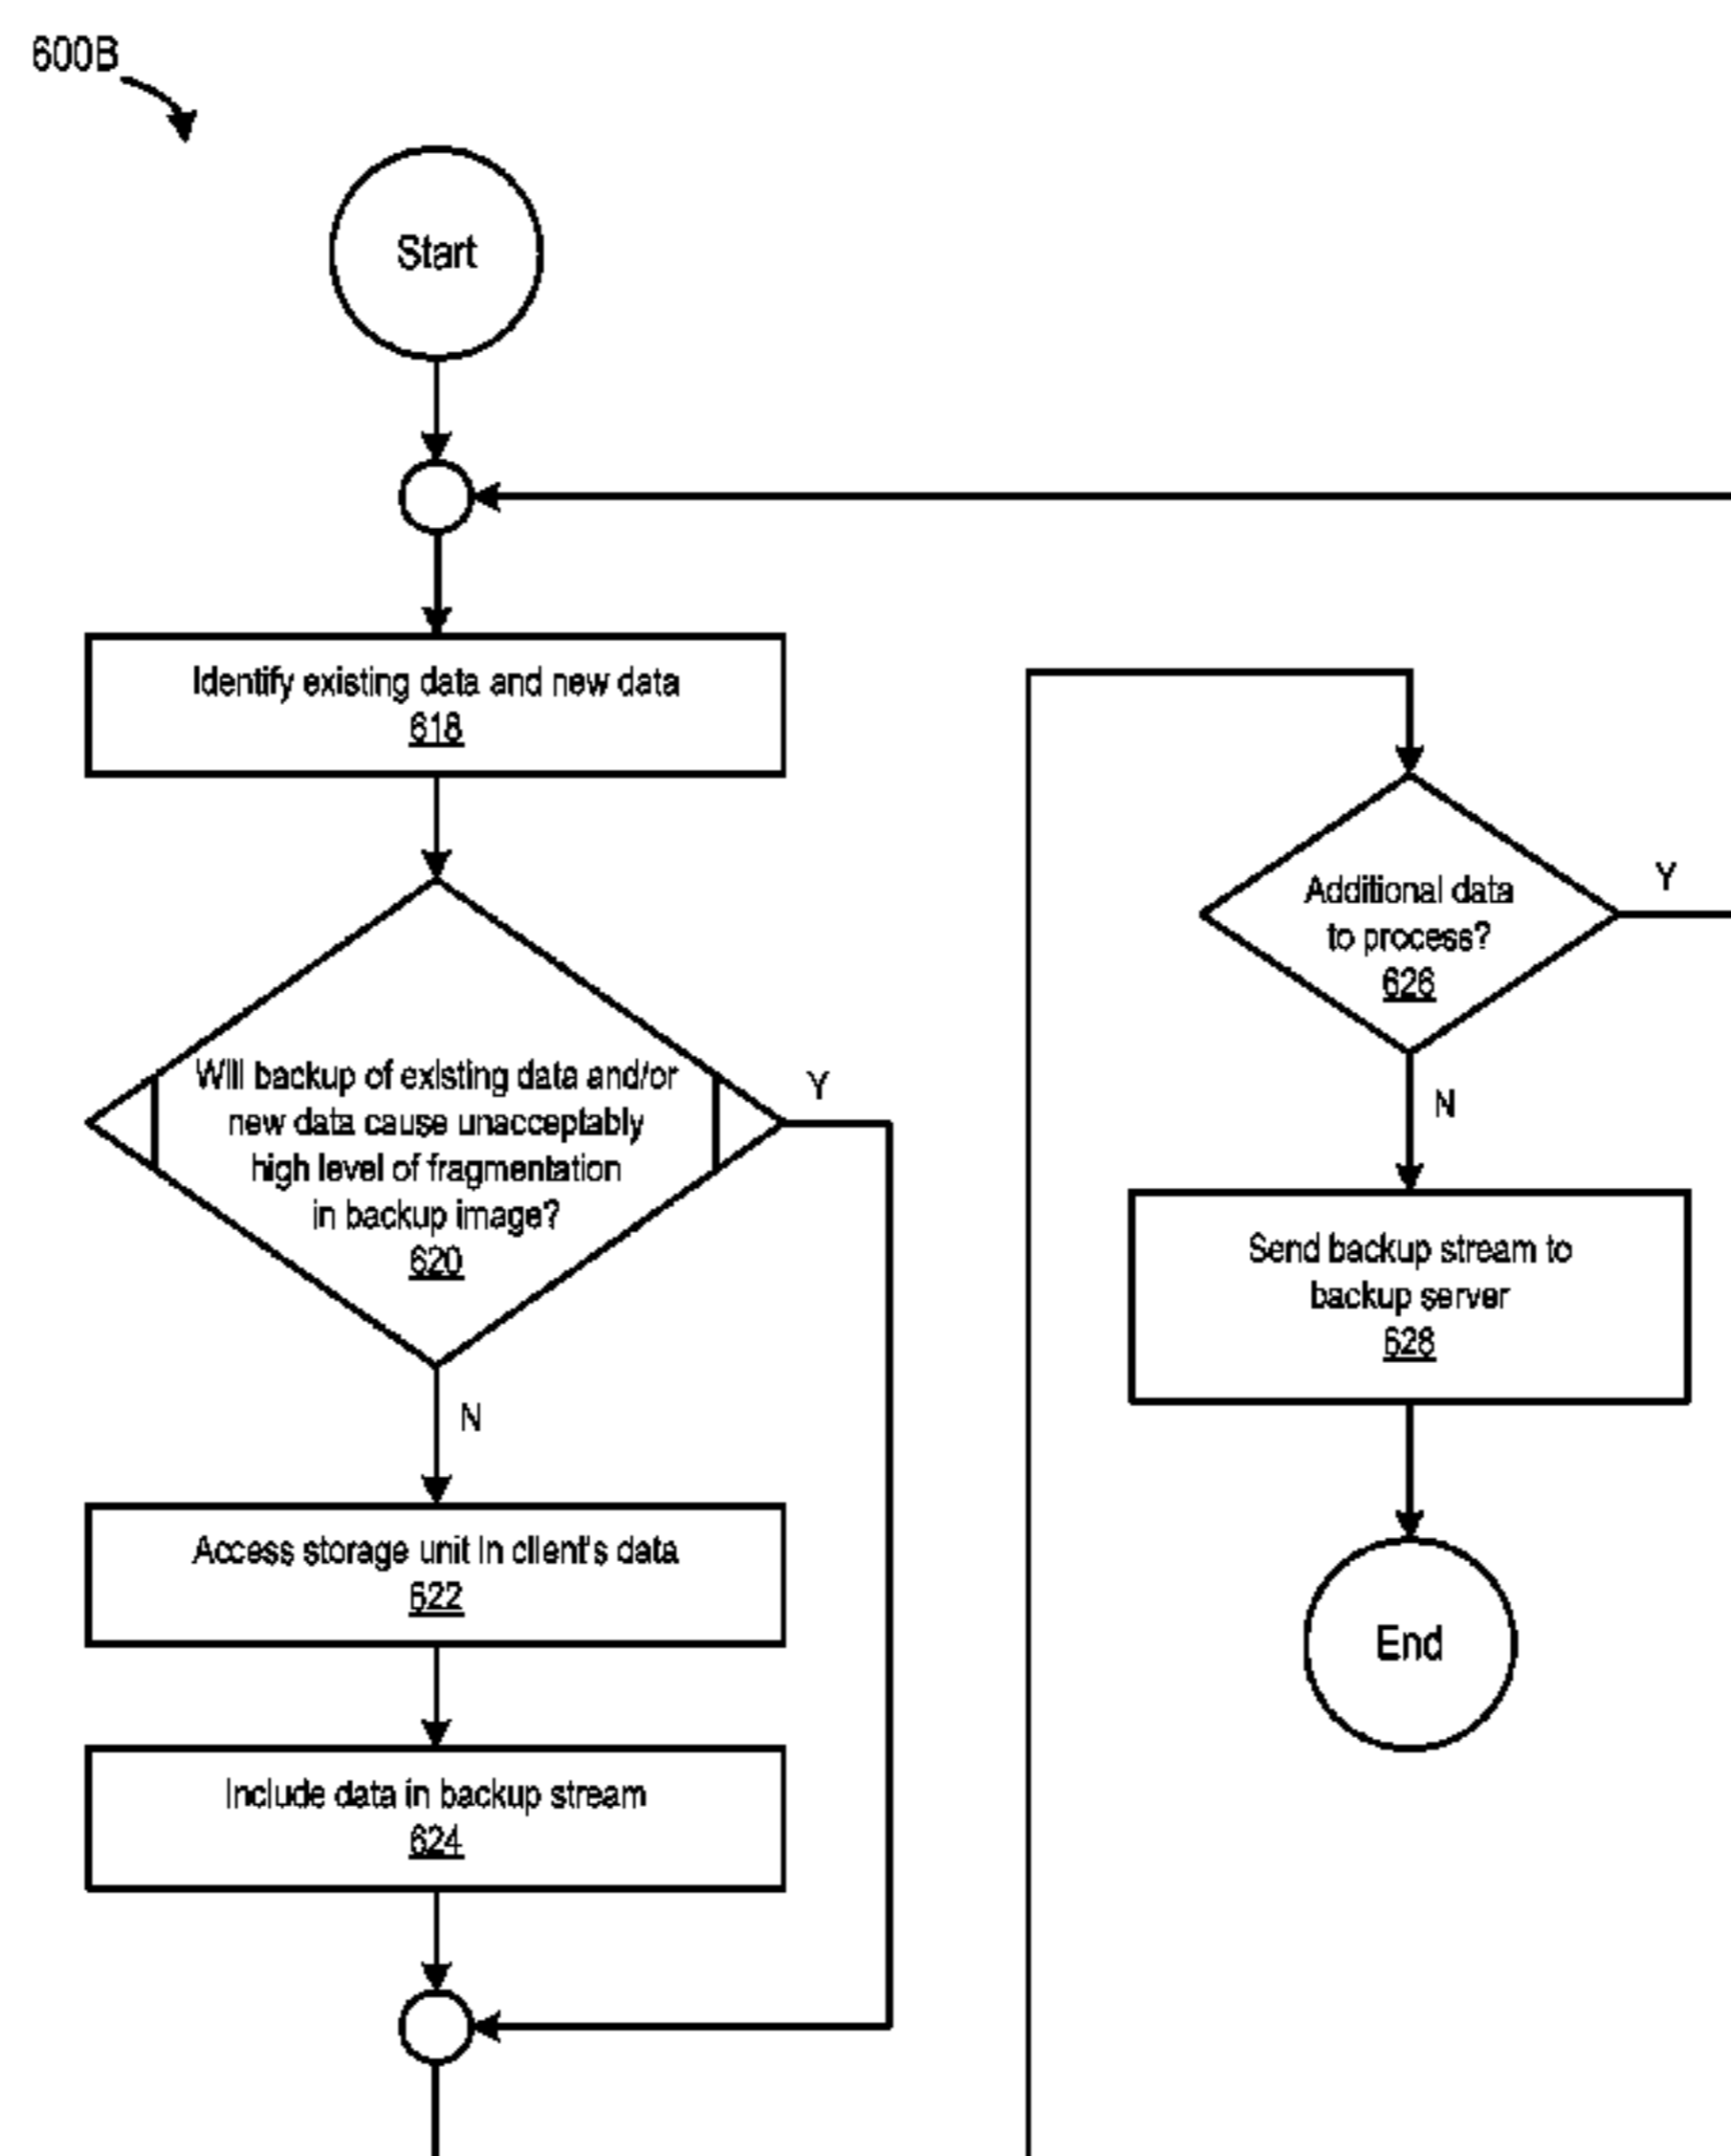 600B
Start
Identify existing data and new data
618
Will backup of existing data and/or
new data cause unacceptably
high level of fragmentation
in backup image?
620
Y
N
Access storage unit in client's data
622
Include data in backup stream
624
Additional data
to process?
626
Y
N
Send backup stream to
backup server
628
End